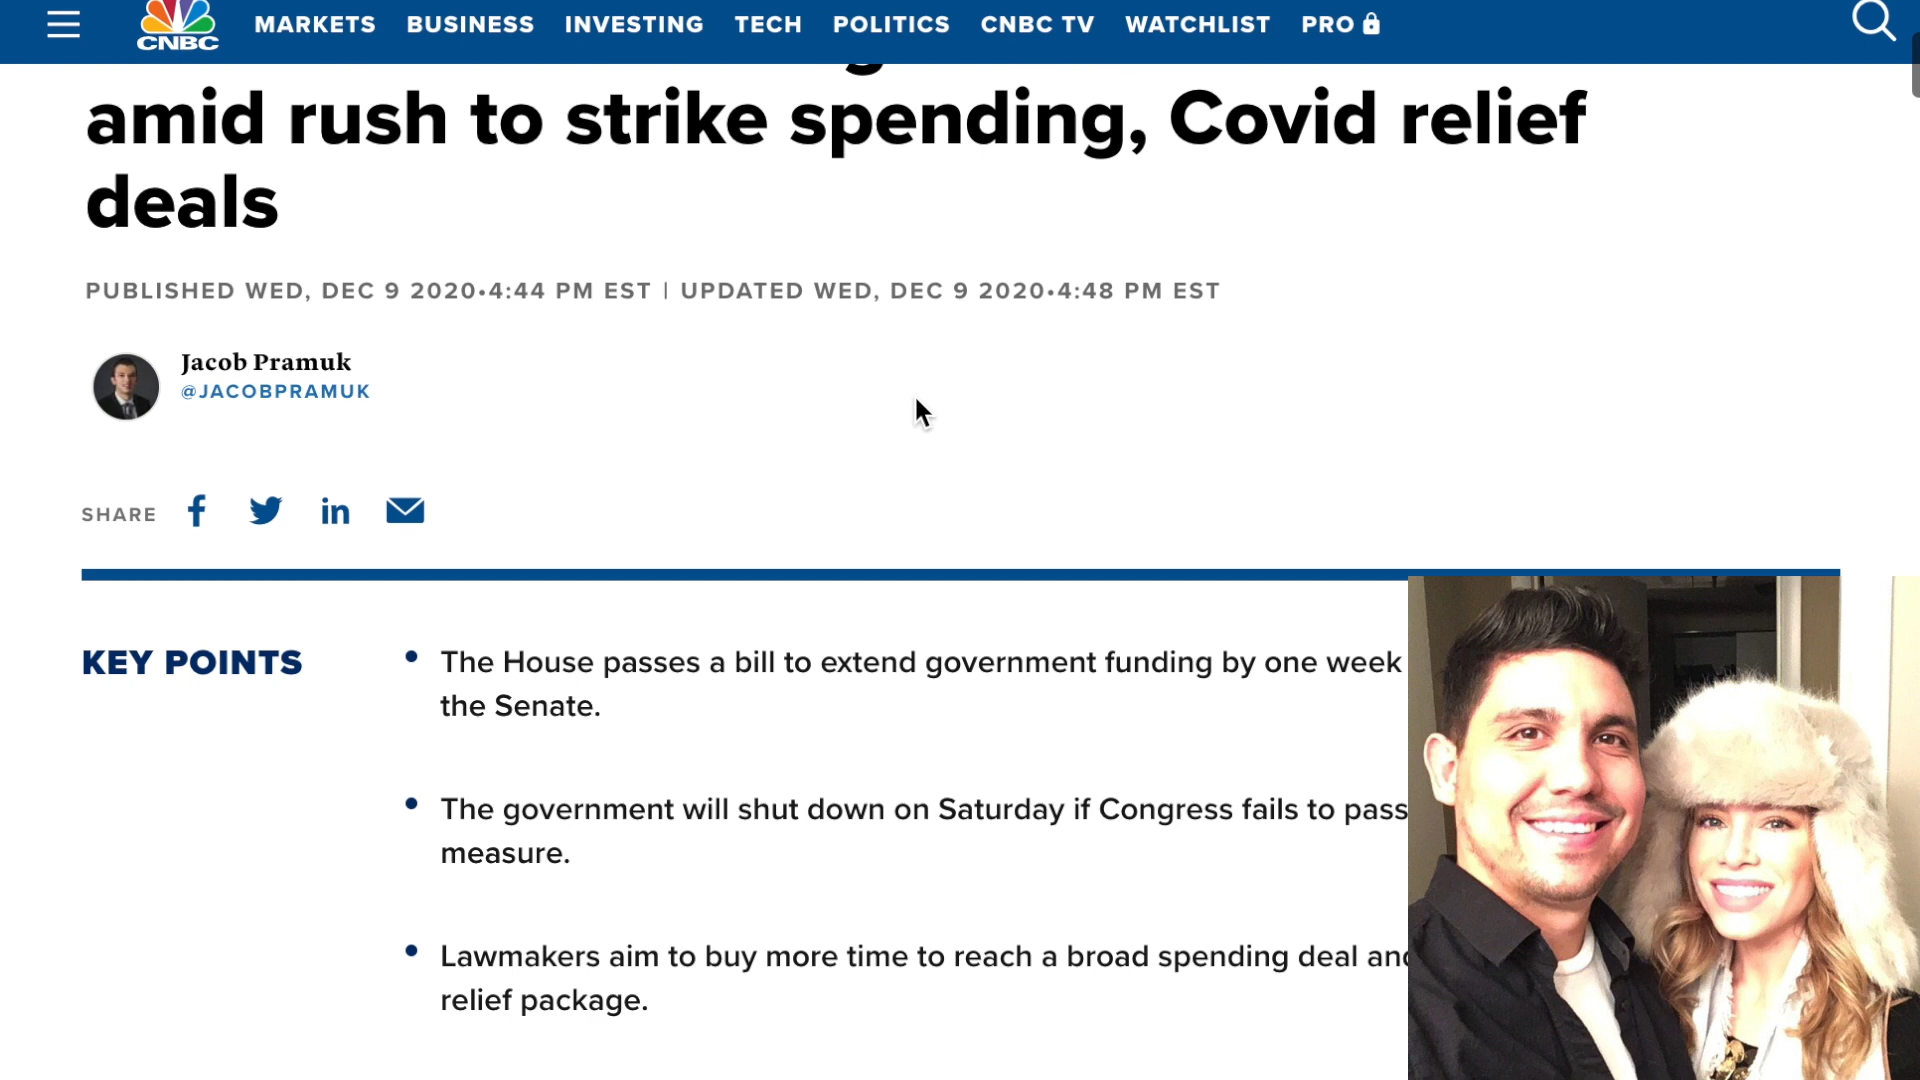 CNBC
MARKETS BUSINESS INVESTING TECH POLITICS CNBC TV WATCHLIST PRO
amid rush to strike spending, Covid relief
deals
PUBLISHED WED, DEC 9 2020•4:44 PM EST | UPDATED WED, DEC 9 2020•4:48 PM EST
Jacob Pramuk
@JACOBPRAMUK
SHARE
KEY POINTS
• The House passes a bill to extend government funding by one week
the Senate.
• The government will shut down on Saturday if Congress fails to pass
measure.
• Lawmakers aim to buy more time to reach a broad spending deal and
relief package.